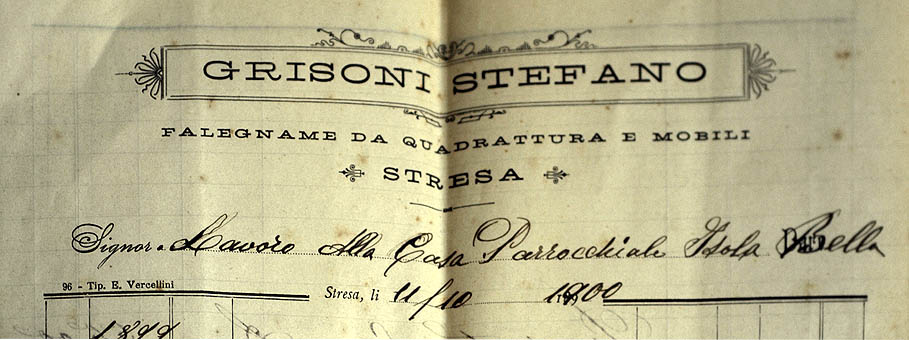 GRISONI STEFANO
FALEGNAME DA QUADRATTURA E MOBILI
STRESA
Signor Lavoro Alla Casa Parrocchiale Isola Bella
96 - Tip. E. Vercellini
Stresa, li 11/10 1900
1899